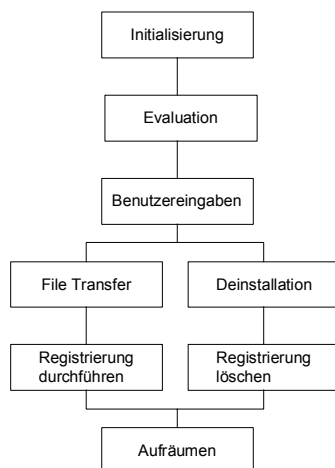 Initialisierung
Evaluation
Benutzereingaben
File Transfer
Deinstallation
Registrierung
durchführen
Registrierung
löschen
Aufräumen